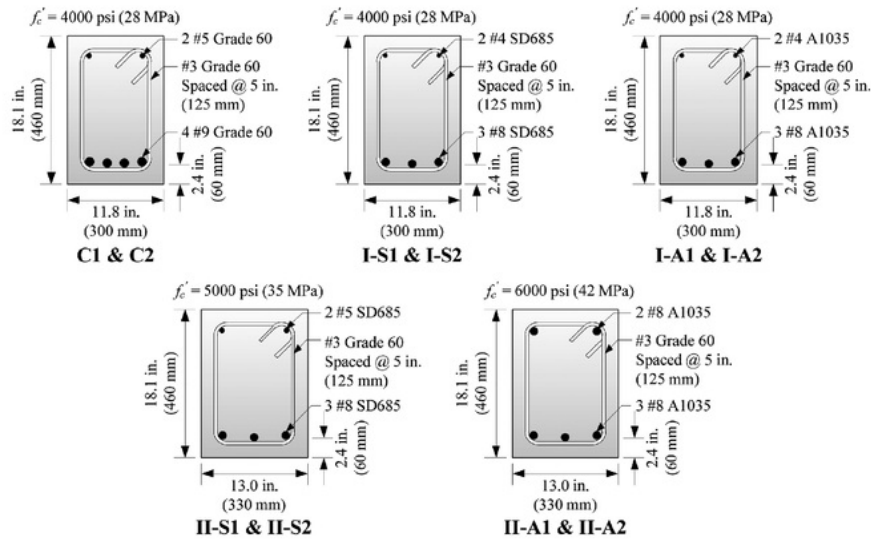 f'c = 4000 psi (28 MPa)
2 #5 Grade 60
#3 Grade 60
Spaced @ 5 in.
(125 mm)
4 #9 Grade 60
18.1 in.
(460 mm)
2.4 in.
(60 mm)
11.8 in.
(300 mm)
C1 & C2
f'c = 4000 psi (28 MPa)
2 #4 SD685
#3 Grade 60
Spaced @ 5 in.
(125 mm)
3 #8 SD685
18.1 in.
(460 mm)
2.4 in.
(60 mm)
11.8 in.
(300 mm)
I-S1 & I-S2
f'c = 4000 psi (28 MPa)
2 #4 A1035
#3 Grade 60
Spaced @ 5 in.
(125 mm)
3 #8 A1035
18.1 in.
(460 mm)
2.4 in.
(60 mm)
11.8 in.
(300 mm)
I-A1 & I-A2
f'c = 5000 psi (35 MPa)
2 #5 SD685
#3 Grade 60
Spaced @ 5 in.
(125 mm)
3 #8 SD685
18.1 in.
(460 mm)
2.4 in.
(60 mm)
13.0 in.
(330 mm)
II-S1 & II-S2
f'c = 6000 psi (42 MPa)
2 #8 A1035
#3 Grade 60
Spaced @ 5 in.
(125 mm)
3 #8 A1035
18.1 in.
(460 mm)
2.4 in.
(60 mm)
13.0 in.
(330 mm)
II-A1 & II-A2